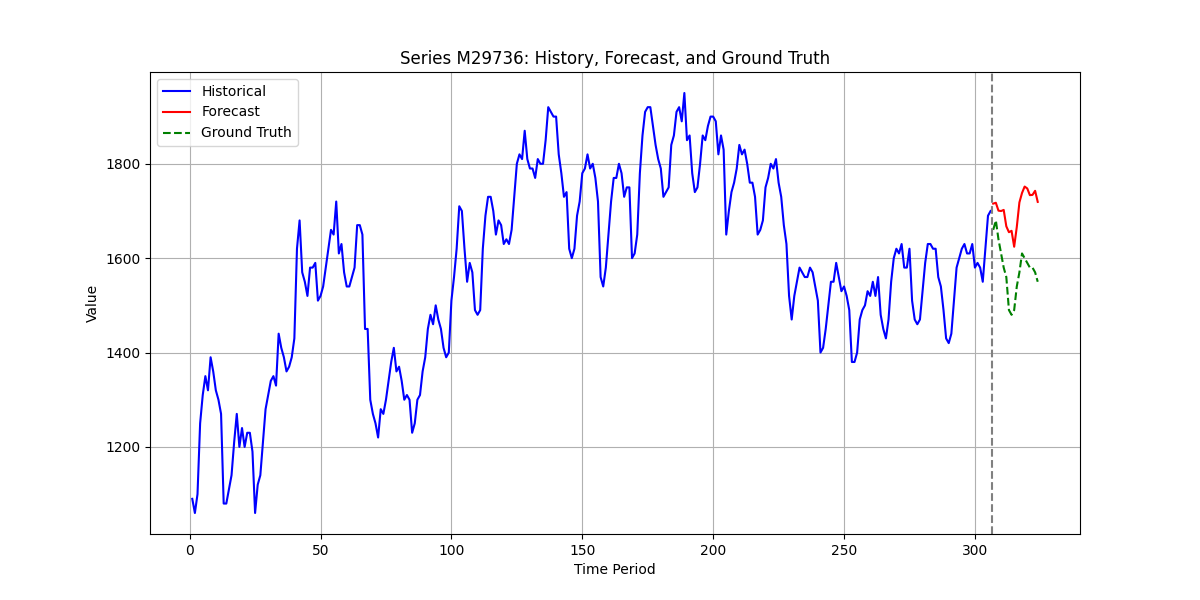 Series M29736: History, Forecast, and Ground Truth
Historical
Forecast
Ground Truth
Value
1800
1600
1400
1200
0 50 100 150 200 250 300
Time Period